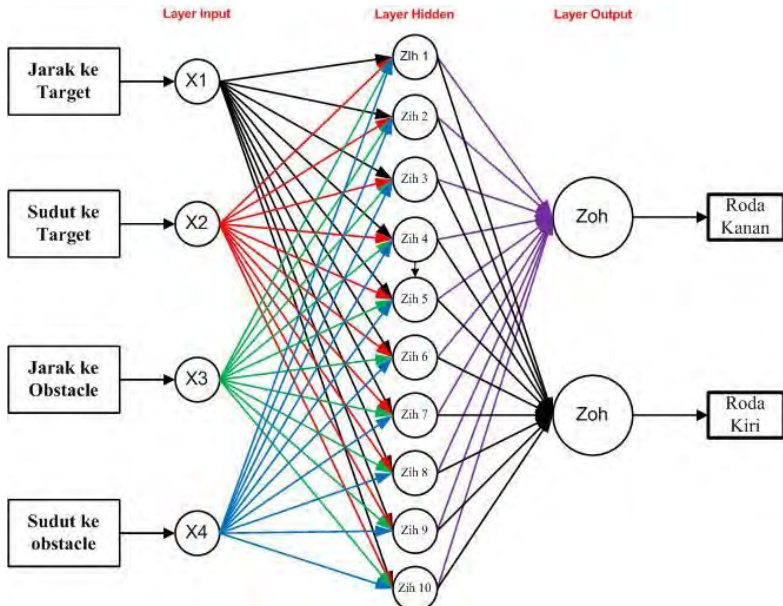 Layer Input
Layer Hidden
Layer Output
Jarak ke
Target
X1
Sudut ke
Target
X2
Jarak ke
Obstacle
X3
Sudut ke
obstacle
X4
ZIh 1
Zih 2
Zih 3
Zih 4
Zih 5
Zih 6
Zih 7
Zih 8
Zih 9
Zih 10
Zoh
Roda
Kanan
Zoh
Roda
Kiri